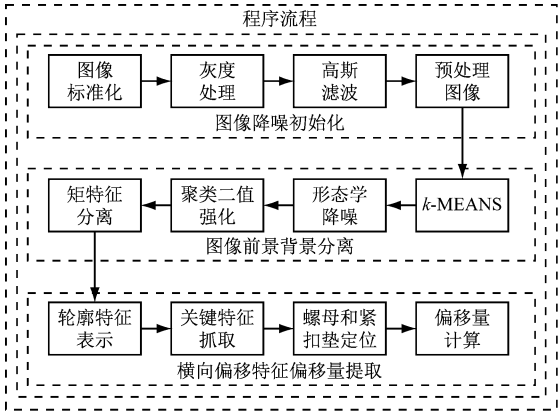 程序流程
图像
标准化
灰度
处理
高斯
滤波
预处理
图像
图像降噪初始化
矩特征
分离
聚类二值
强化
形态学
降噪
k-MEANS
图像前景背景分离
轮廓特征
表示
关键特征
抓取
螺母和紧
扣垫定位
偏移量
计算
横向偏移特征偏移量提取